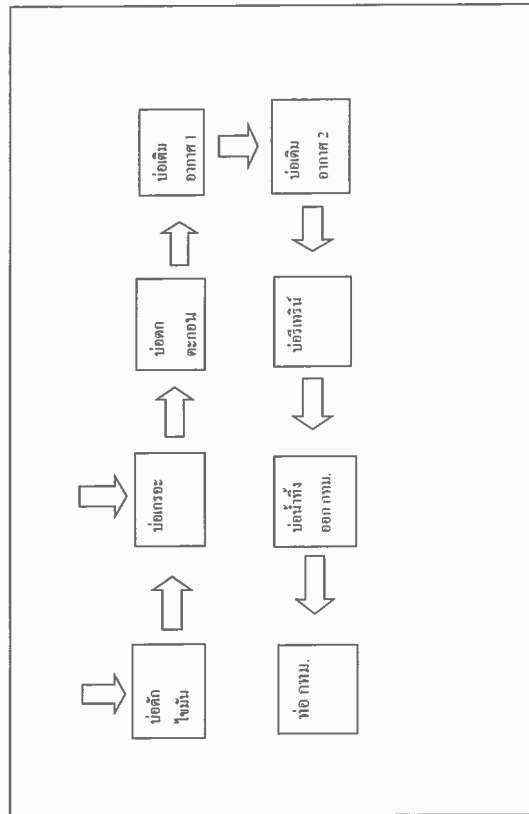 บ่อดัก
ไขมัน
บ่อเกรอะ
บ่อตก
ตะกอน
บ่อเติม
อากาศ 1
บ่อเติม
อากาศ 2
บ่อรีเทริน์
บ่อน้ำทิ้ง
ออก กทม.
ท่อ กทม.